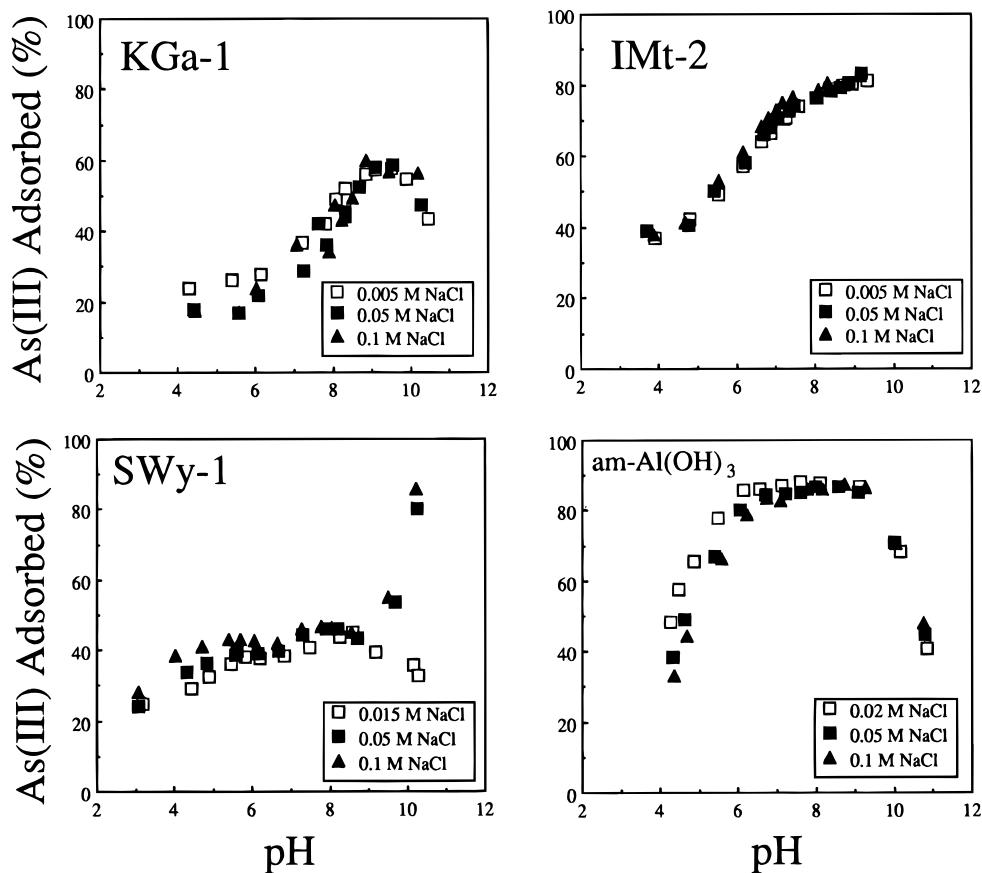 As(III) Adsorbed (%)
KGa-1
100
80
60
40
20
0
2 4 6 8 10 12
0.005 M NaCl
0.05 M NaCl
0.1 M NaCl
IMt-2
100
80
60
40
20
0
2 4 6 8 10 12
0.005 M NaCl
0.05 M NaCl
0.1 M NaCl
As(III) Adsorbed (%)
SWy-1
100
80
60
40
20
0
2 4 6 8 10 12
0.015 M NaCl
0.05 M NaCl
0.1 M NaCl
pH
am-Al(OH)₃
100
80
60
40
20
0
2 4 6 8 10 12
0.02 M NaCl
0.05 M NaCl
0.1 M NaCl
pH